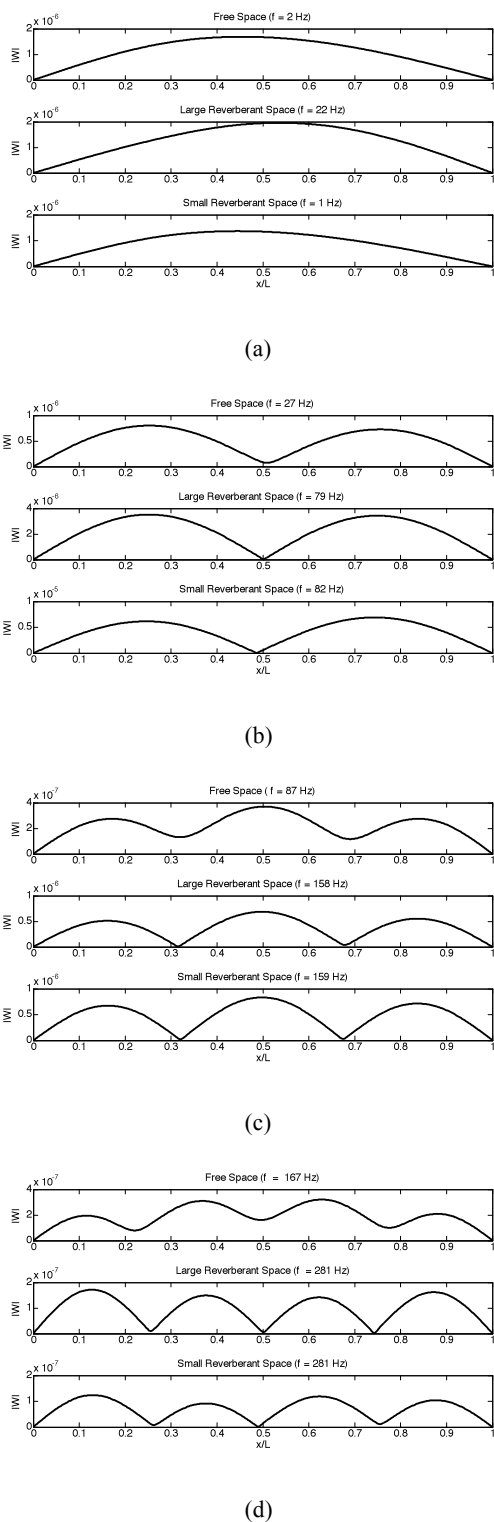 Free Space (f = 2 Hz)
x 10^-6
2
1
0
|W|
0 0.1 0.2 0.3 0.4 0.5 0.6 0.7 0.8 0.9 1
Large Reverberant Space (f = 22 Hz)
x 10^-6
2
1
0
|W|
0 0.1 0.2 0.3 0.4 0.5 0.6 0.7 0.8 0.9 1
Small Reverberant Space (f = 1 Hz)
x 10^-6
2
1
0
|W|
0 0.1 0.2 0.3 0.4 0.5 0.6 0.7 0.8 0.9 1
x/L
(a)
Free Space (f = 27 Hz)
x 10^-6
1
0.5
0
|W|
0 0.1 0.2 0.3 0.4 0.5 0.6 0.7 0.8 0.9 1
Large Reverberant Space (f = 79 Hz)
x 10^-6
4
2
0
|W|
0 0.1 0.2 0.3 0.4 0.5 0.6 0.7 0.8 0.9 1
Small Reverberant Space (f = 82 Hz)
x 10^-5
1
0.5
0
|W|
0 0.1 0.2 0.3 0.4 0.5 0.6 0.7 0.8 0.9 1
x/L
(b)
Free Space ( f = 87 Hz)
x 10^-7
4
2
0
|W|
0 0.1 0.2 0.3 0.4 0.5 0.6 0.7 0.8 0.9 1
Large Reverberant Space (f = 158 Hz)
x 10^-6
1
0.5
0
|W|
0 0.1 0.2 0.3 0.4 0.5 0.6 0.7 0.8 0.9 1
Small Reverberant Space (f = 159 Hz)
x 10^-6
1
0.5
0
|W|
0 0.1 0.2 0.3 0.4 0.5 0.6 0.7 0.8 0.9 1
x/L
(c)
Free Space (f = 167 Hz)
x 10^-7
4
2
0
|W|
0 0.1 0.2 0.3 0.4 0.5 0.6 0.7 0.8 0.9 1
Large Reverberant Space (f = 281 Hz)
x 10^-7
2
1
0
|W|
0 0.1 0.2 0.3 0.4 0.5 0.6 0.7 0.8 0.9 1
Small Reverberant Space (f = 281 Hz)
x 10^-7
2
1
0
|W|
0 0.1 0.2 0.3 0.4 0.5 0.6 0.7 0.8 0.9 1
x/L
(d)